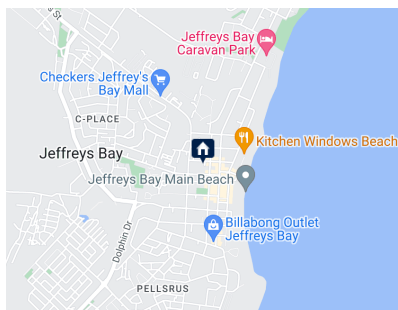 s St
Jeffreys Bay
Caravan Park
Checkers Jeffrey's
Bay Mall
C-PLACE
Kitchen Windows Beach
Jeffreys Bay
Jeffreys Bay Main Beach
Billabong Outlet
Jeffreys Bay
Dolphin Dr
PELLSRUS